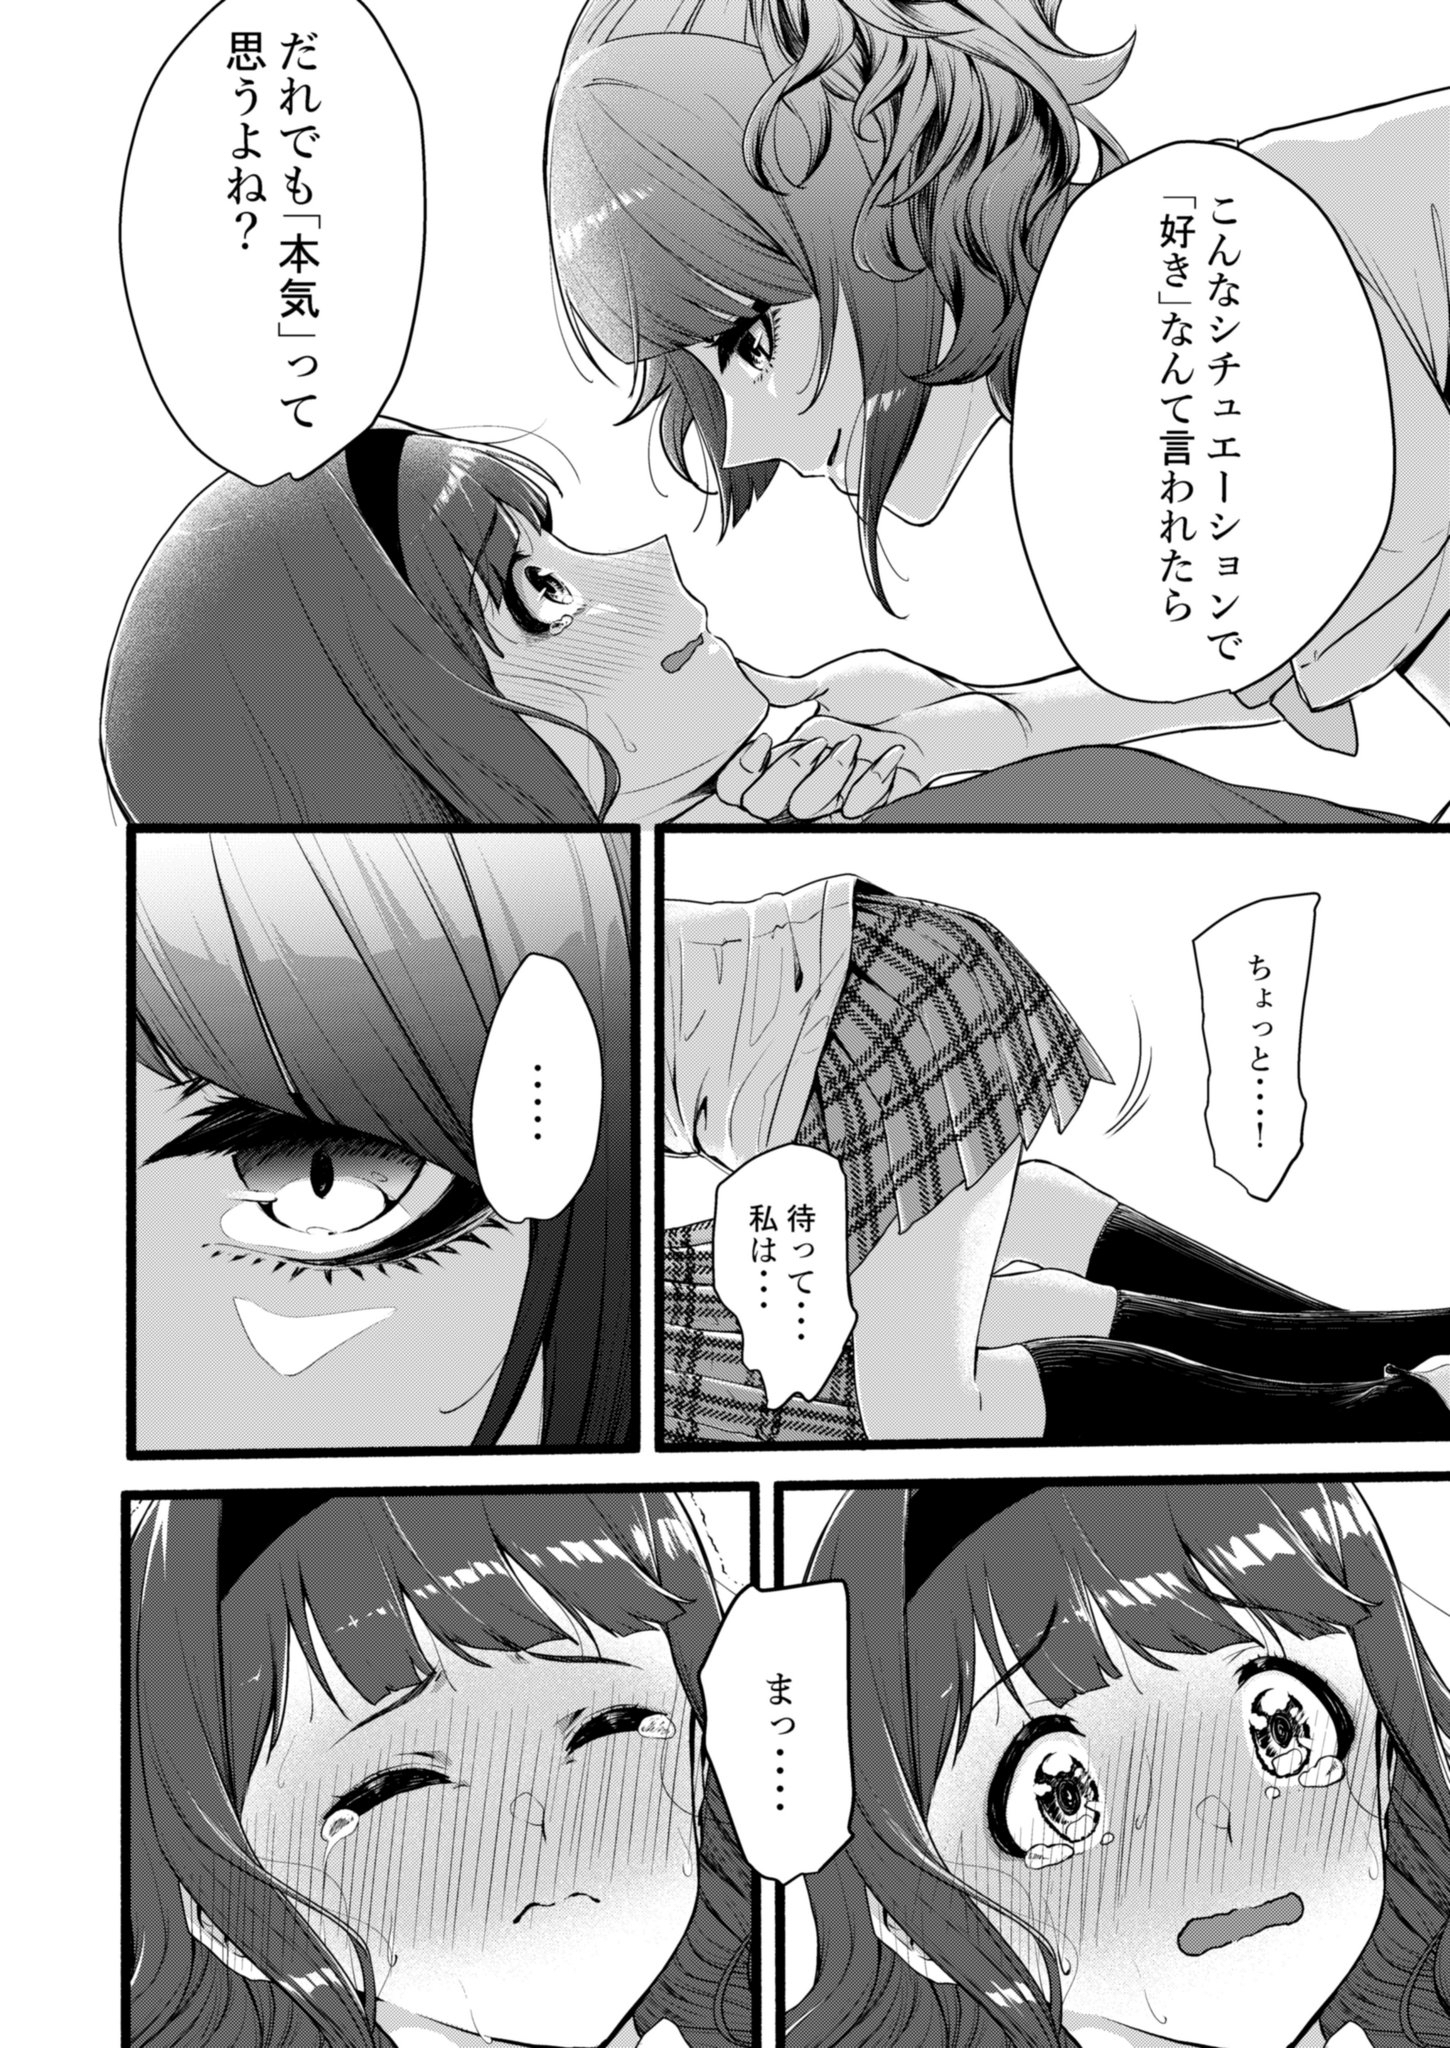 こんなシチュエーションで
「好き」なんて言われたら
だれでも「本気」って
思うよね？
ちょっと‥‥！
待って‥‥
私は‥‥
‥‥‥
まっ‥‥‥